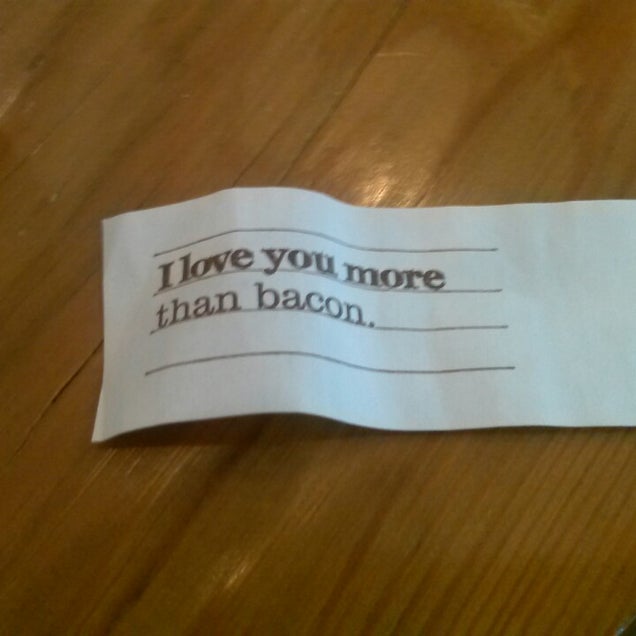 I love you more
than bacon.